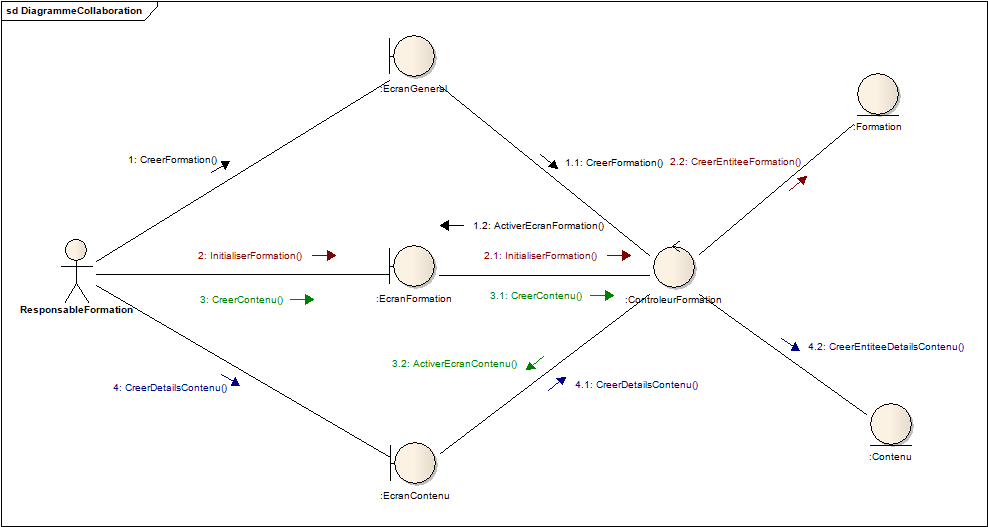 sd DiagrammeCollaboration
:EcranGeneral
:Formation
1: CreerFormation()
1.1: CreerFormation()
2.2: CreerEntiteeFormation()
1.2: ActiverEcranFormation()
2: InitialiserFormation()
2.1: InitialiserFormation()
3: CreerContenu()
:EcranFormation
3.1: CreerContenu()
:ControleurFormation
ResponsableFormation
4.2: CreerEntiteeDetailsContenu()
3.2: ActiverEcranContenu()
4: CreerDetailsContenu()
4.1: CreerDetailsContenu()
:Contenu
:EcranContenu